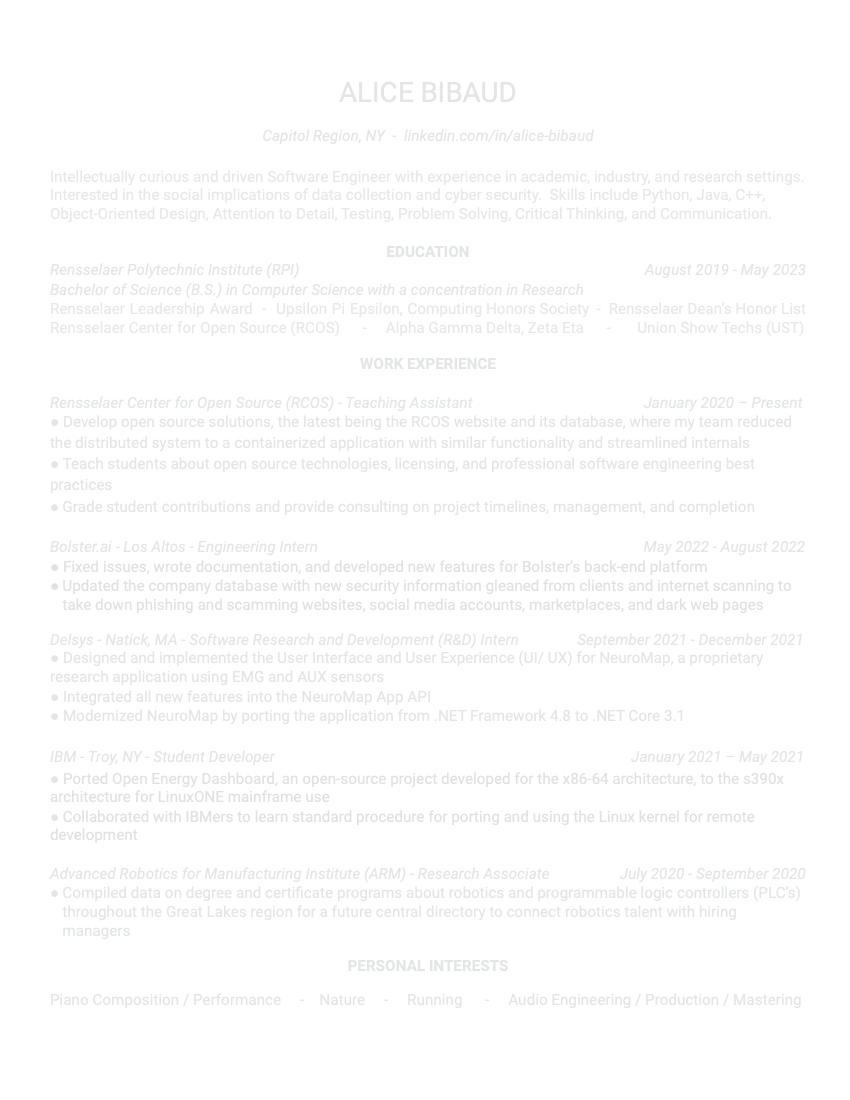 ALICE BIBAUD
Capitol Region, NY - linkedin.com/in/alice-bibaud
Intellectually curious and driven Software Engineer with experience in academic, industry, and research settings.
Interested in the social implications of data collection and cyber security. Skills include Python, Java, C++,
Object-Oriented Design, Attention to Detail, Testing, Problem Solving, Critical Thinking, and Communication.
EDUCATION
Rensselaer Polytechnic Institute (RPI) August 2019 - May 2023
Bachelor of Science (B.S.) in Computer Science with a concentration in Research
Rensselaer Leadership Award - Upsilon Pi Epsilon, Computing Honors Society - Rensselaer Dean's Honor List
Rensselaer Center for Open Source (RCOS) - Alpha Gamma Delta, Zeta Eta - Union Show Techs (UST)
WORK EXPERIENCE
Rensselaer Center for Open Source (RCOS) - Teaching Assistant January 2020 – Present
● Develop open source solutions, the latest being the RCOS website and its database, where my team reduced
the distributed system to a containerized application with similar functionality and streamlined internals
● Teach students about open source technologies, licensing, and professional software engineering best
practices
● Grade student contributions and provide consulting on project timelines, management, and completion
Bolster.ai - Los Altos - Engineering Intern May 2022 - August 2022
● Fixed issues, wrote documentation, and developed new features for Bolster's back-end platform
● Updated the company database with new security information gleaned from clients and internet scanning to
take down phishing and scamming websites, social media accounts, marketplaces, and dark web pages
Delsys - Natick, MA - Software Research and Development (R&D) Intern September 2021 - December 2021
● Designed and implemented the User Interface and User Experience (UI/ UX) for NeuroMap, a proprietary
research application using EMG and AUX sensors
● Integrated all new features into the NeuroMap App API
● Modernized NeuroMap by porting the application from .NET Framework 4.8 to .NET Core 3.1
IBM - Troy, NY - Student Developer January 2021 – May 2021
● Ported Open Energy Dashboard, an open-source project developed for the x86-64 architecture, to the s390x
architecture for LinuxONE mainframe use
● Collaborated with IBMers to learn standard procedure for porting and using the Linux kernel for remote
development
Advanced Robotics for Manufacturing Institute (ARM) - Research Associate July 2020 - September 2020
● Compiled data on degree and certificate programs about robotics and programmable logic controllers (PLC's)
throughout the Great Lakes region for a future central directory to connect robotics talent with hiring
managers
PERSONAL INTERESTS
Piano Composition / Performance - Nature - Running - Audio Engineering / Production / Mastering